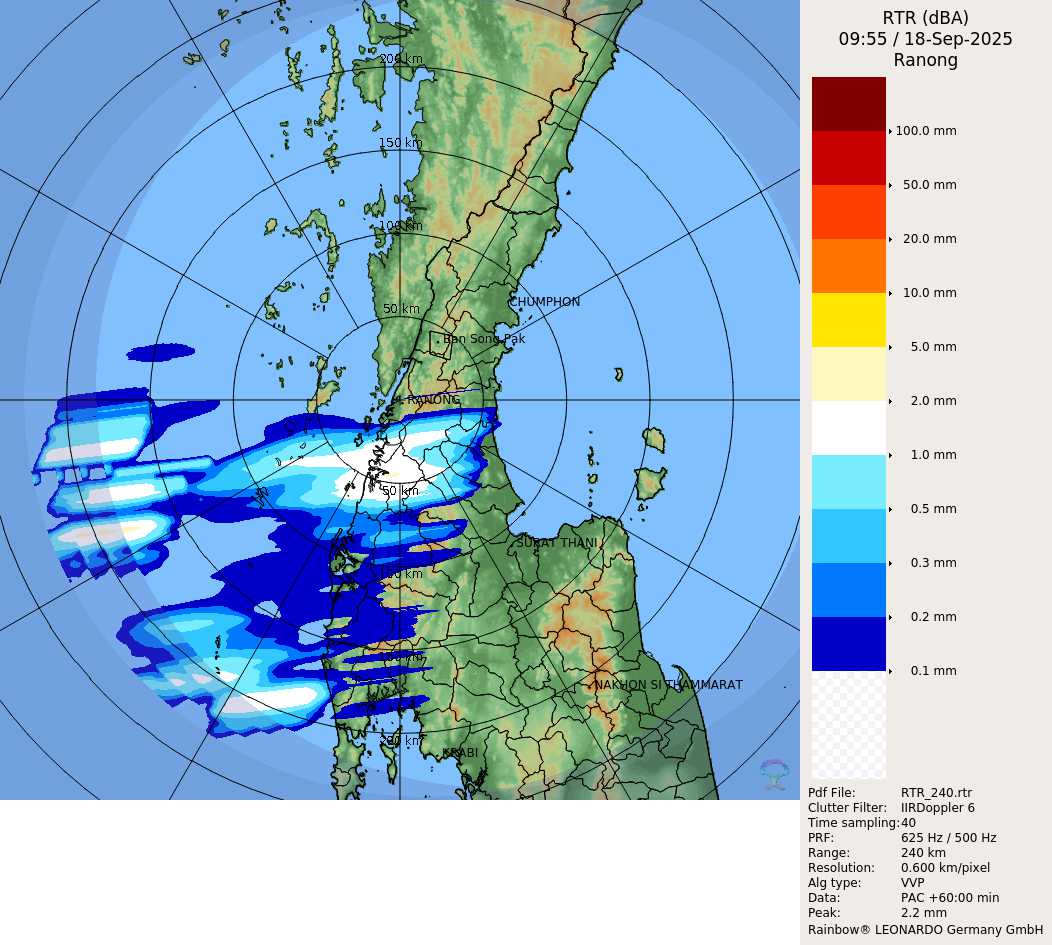 RTR (dBA)
09:55 / 18-Sep-2025
Ranong
100.0 mm
50.0 mm
20.0 mm
10.0 mm
5.0 mm
2.0 mm
1.0 mm
0.5 mm
0.3 mm
0.2 mm
0.1 mm
Pdf File: RTR_240.rtr
Clutter Filter: IIRDoppler 6
Time sampling:40
PRF: 625 Hz / 500 Hz
Range: 240 km
Resolution: 0.600 km/pixel
Alg type: VVP
Data: PAC +60:00 min
Peak: 2.2 mm
Rainbow® LEONARDO Germany GmbH
200 km
150 km
100 km
50 km
CHUMPHON
Ban Song Pak
RANONG
50 km
SURAT THANI
100 km
150 km
NAKHON SI THAMMARAT
200 km
KRABI